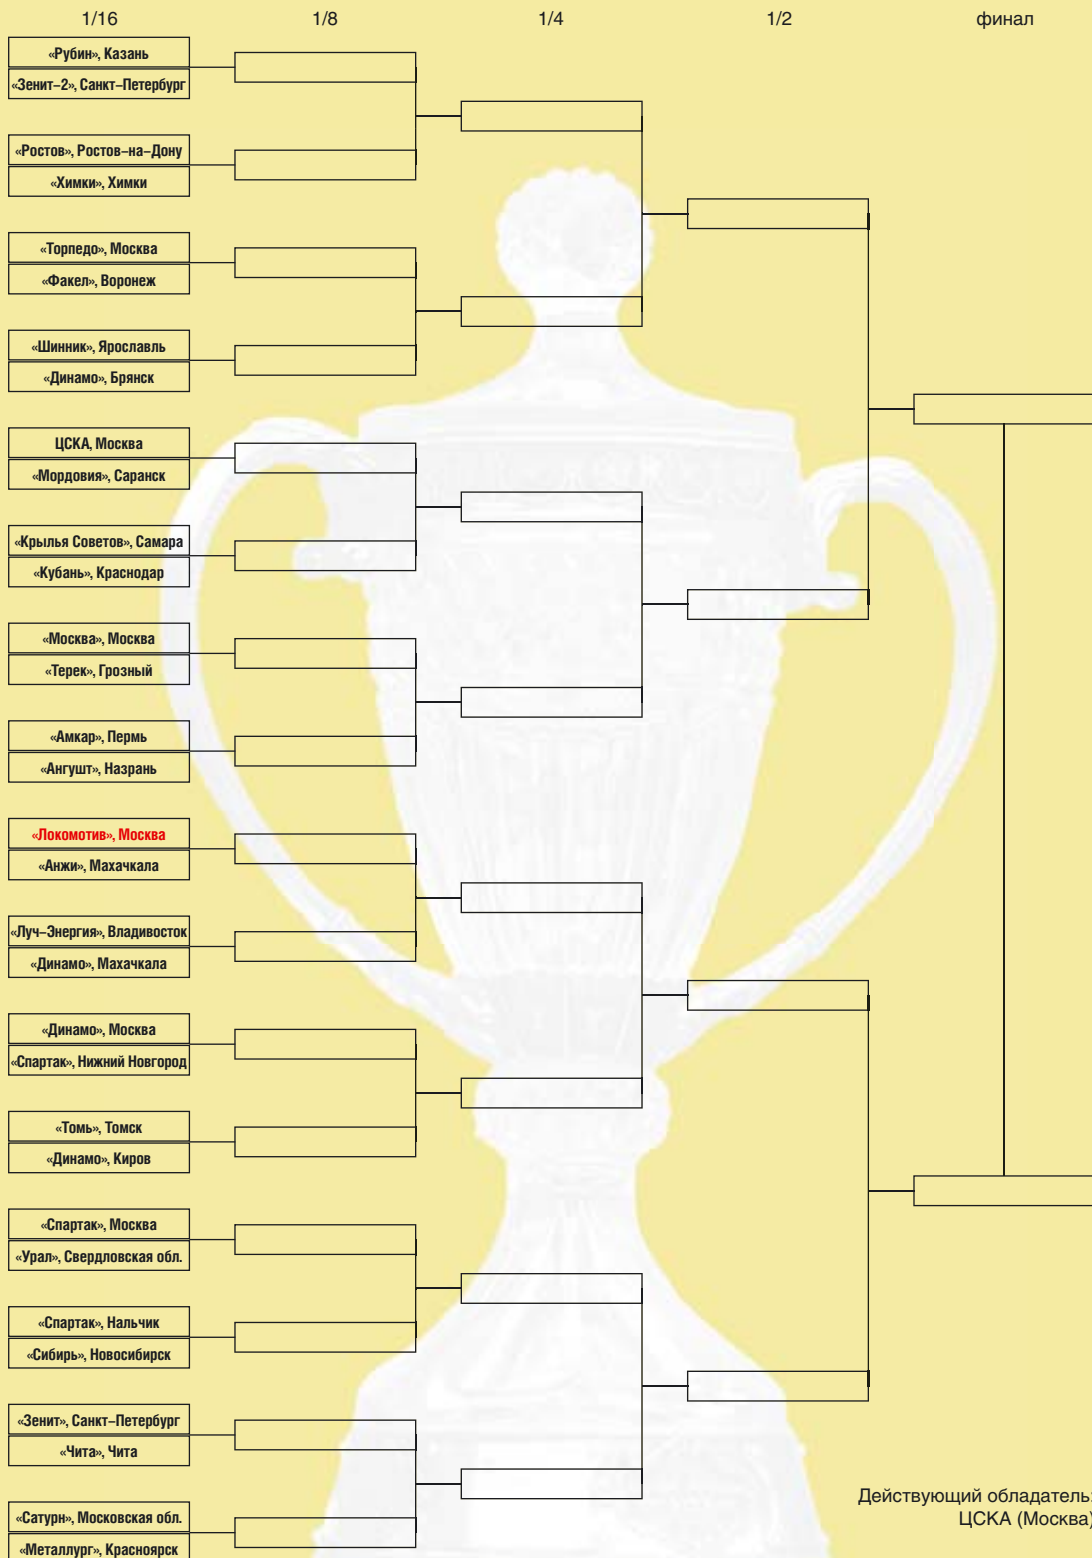 1/16 1/8 1/4 1/2 финал
«Рубин», Казань
«Зенит–2», Санкт–Петербург
«Ростов», Ростов–на–Дону
«Химки», Химки
«Торпедо», Москва
«Факел», Воронеж
«Шинник», Ярославль
«Динамо», Брянск
ЦСКА, Москва
«Мордовия», Саранск
«Крылья Советов», Самара
«Кубань», Краснодар
«Москва», Москва
«Терек», Грозный
«Амкар», Пермь
«Ангушт», Назрань
«Локомотив», Москва
«Анжи», Махачкала
«Луч–Энергия», Владивосток
«Динамо», Махачкала
«Динамо», Москва
«Спартак», Нижний Новгород
«Томь», Томск
«Динамо», Киров
«Спартак», Москва
«Урал», Свердловская обл.
«Спартак», Нальчик
«Сибирь», Новосибирск
«Зенит», Санкт–Петербург
«Чита», Чита
«Сатурн», Московская обл.
«Металлург», Красноярск
Действующий обладатель:
ЦСКА (Москва)